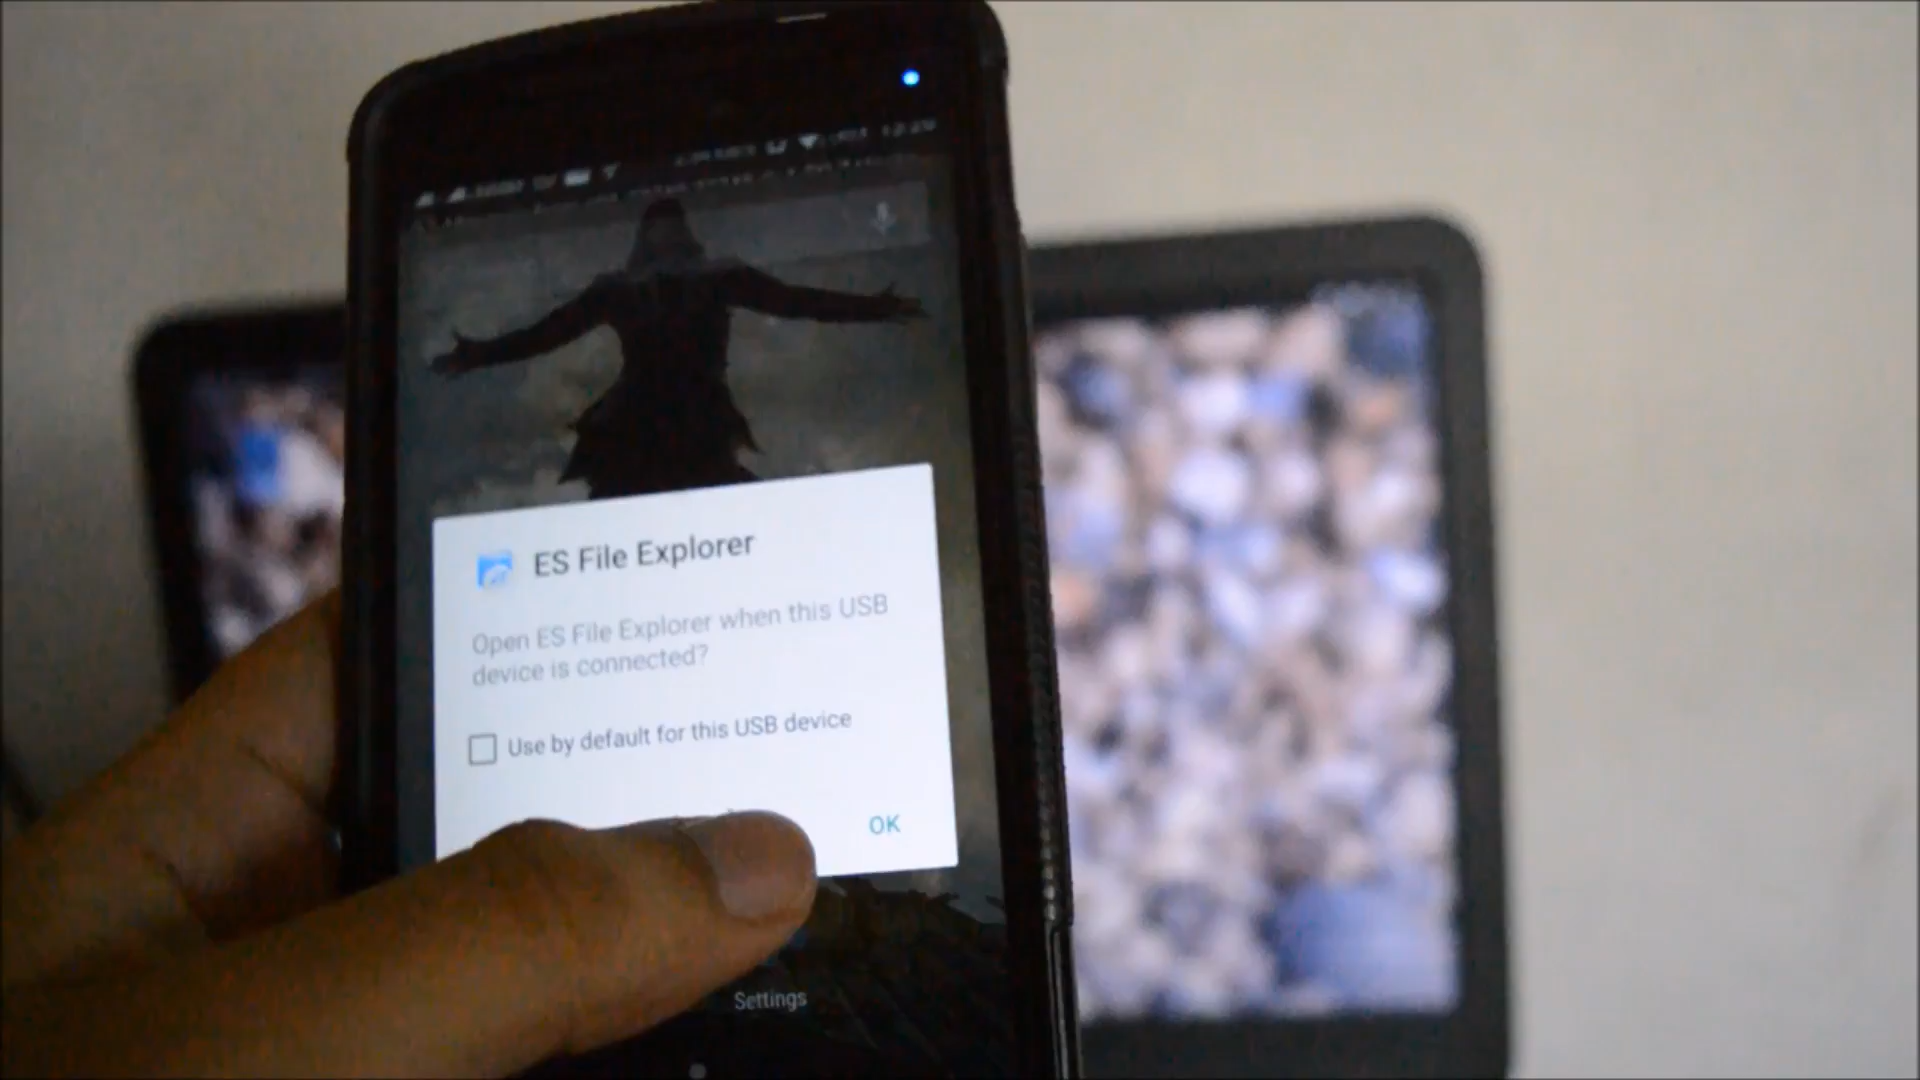 ES File Explorer
Open ES File Explorer when this USB
device is connected?
Use by default for this USB device
OK
Settings